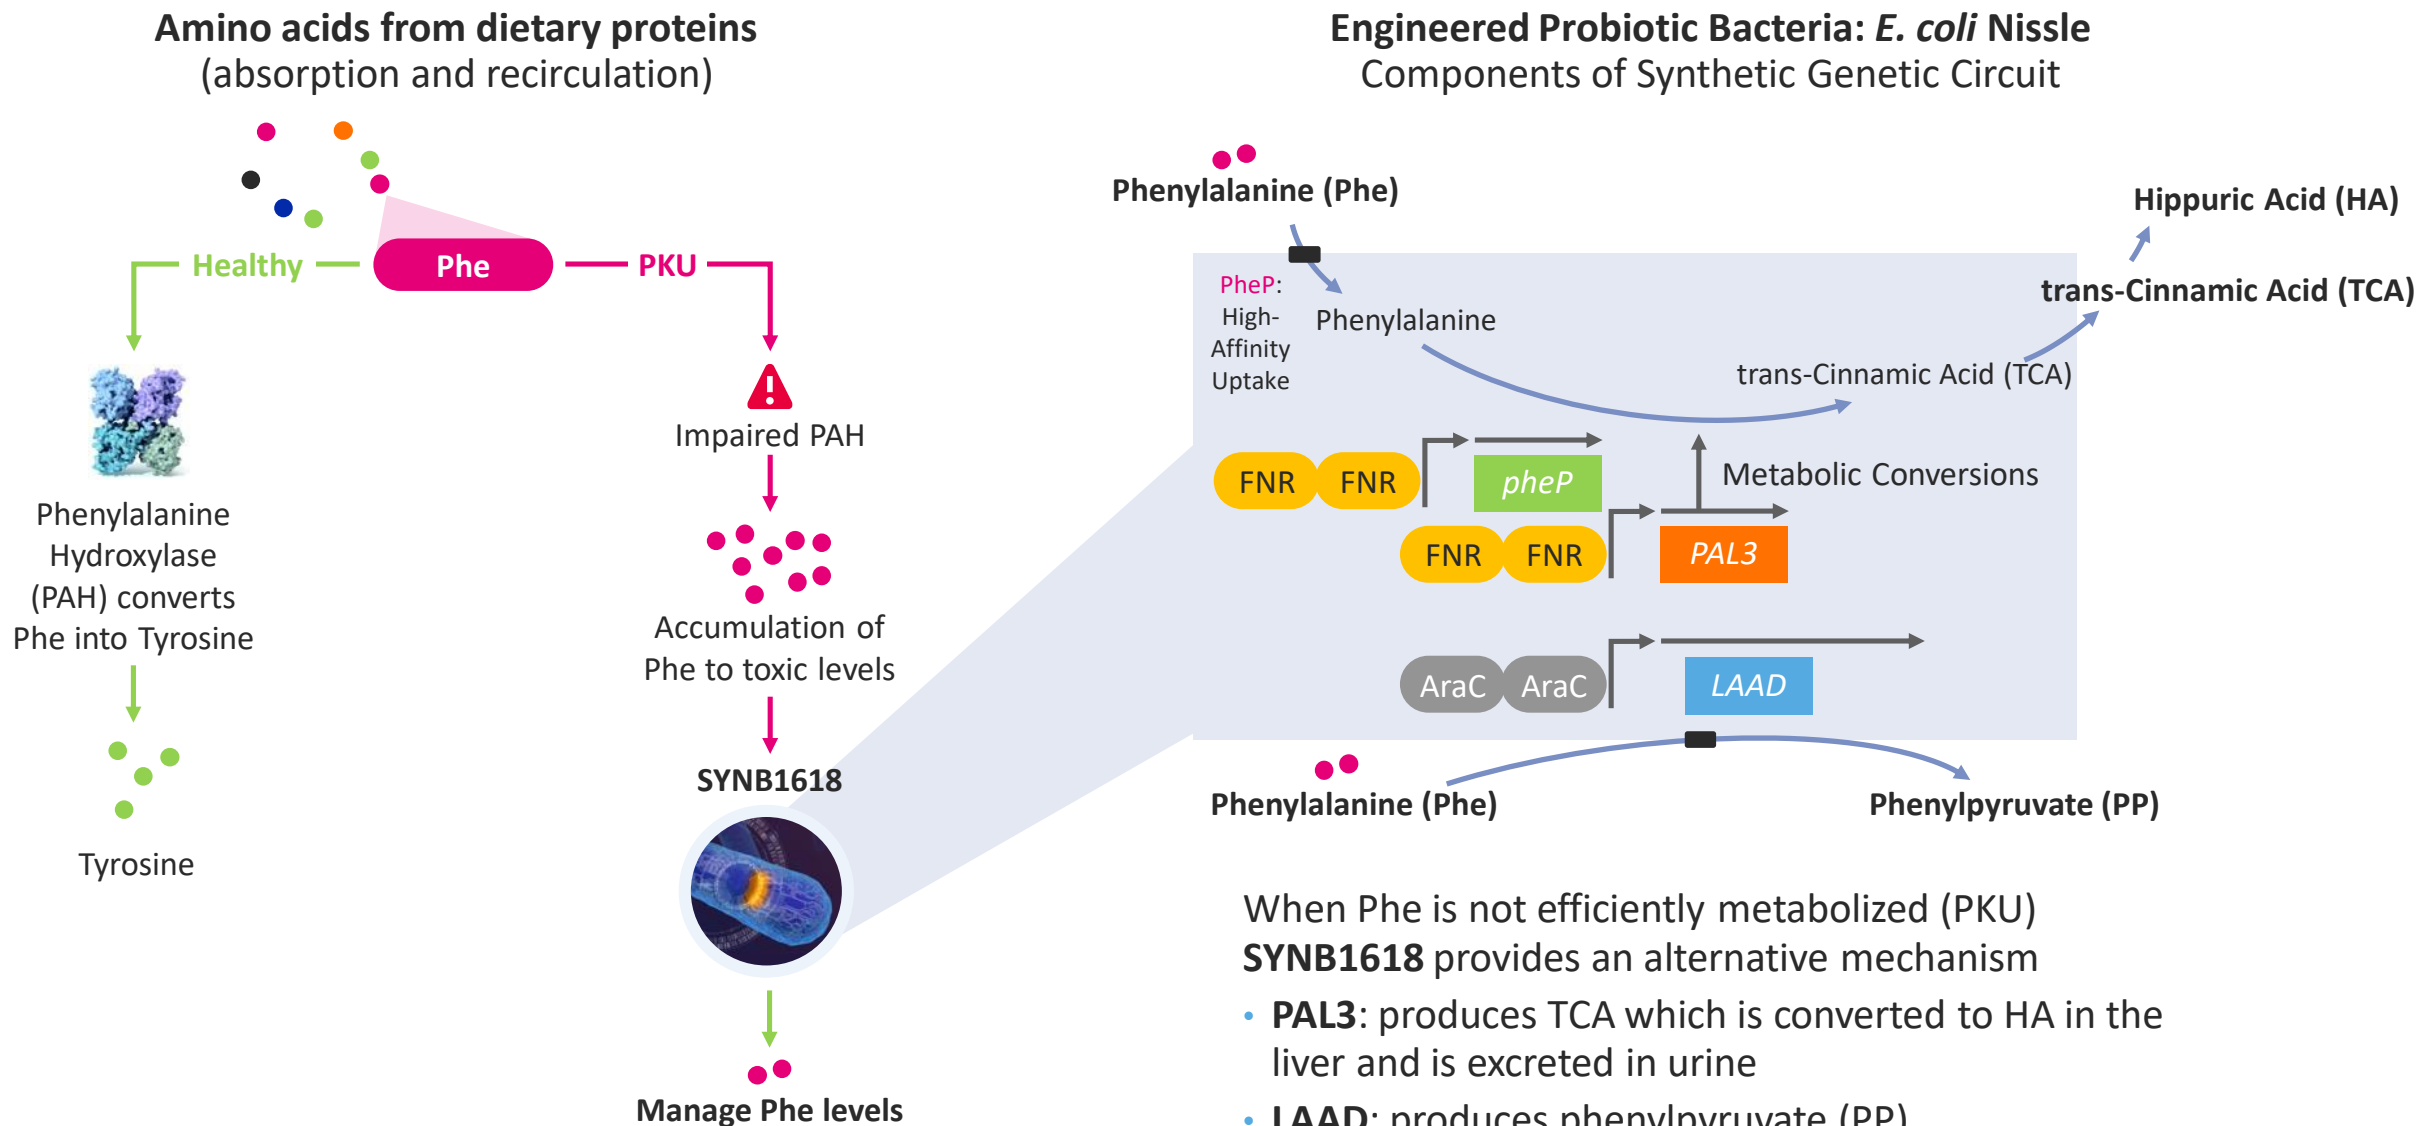 Amino acids from dietary proteins
(absorption and recirculation)
Healthy
Phe
PKU
Phenylalanine
Hydroxylase
(PAH) converts
Phe into Tyrosine
Tyrosine
Impaired PAH
Accumulation of
Phe to toxic levels
SYNB1618
Manage Phe levels
Engineered Probiotic Bacteria: E. coli Nissle
Components of Synthetic Genetic Circuit
Phenylalanine (Phe)
Hippuric Acid (HA)
trans-Cinnamic Acid (TCA)
PheP:
High-
Affinity
Uptake
Phenylalanine
trans-Cinnamic Acid (TCA)
FNR FNR pheP
Metabolic Conversions
FNR FNR PAL3
AraC AraC LAAD
Phenylalanine (Phe)
Phenylpyruvate (PP)
When Phe is not efficiently metabolized (PKU)
SYNB1618 provides an alternative mechanism
• PAL3: produces TCA which is converted to HA in the
liver and is excreted in urine
• LAAD: produces phenylpyruvate (PP)